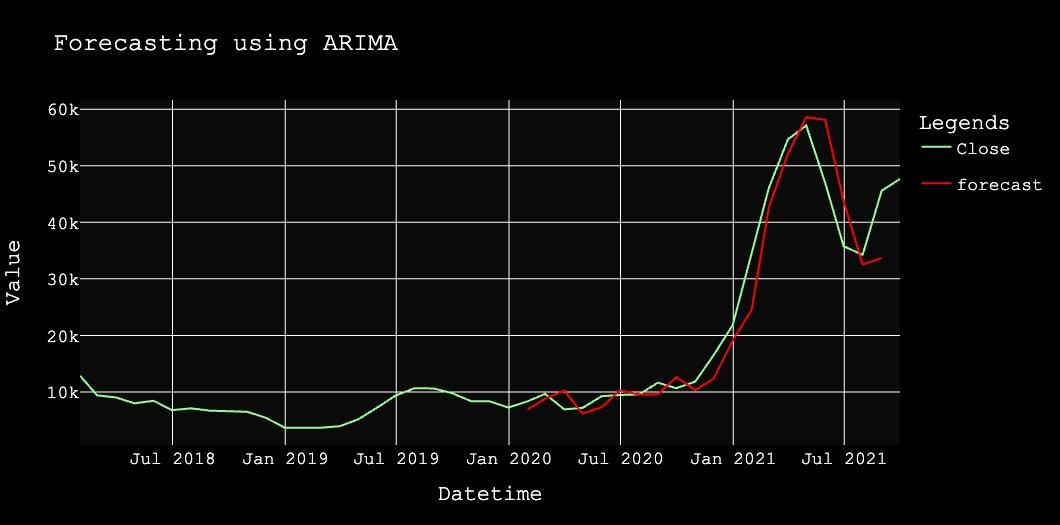 Forecasting using ARIMA
60k
50k
40k
30k
20k
10k
Value
Jul 2018 Jan 2019 Jul 2019 Jan 2020 Jul 2020 Jan 2021 Jul 2021
Datetime
Legends
Close
forecast